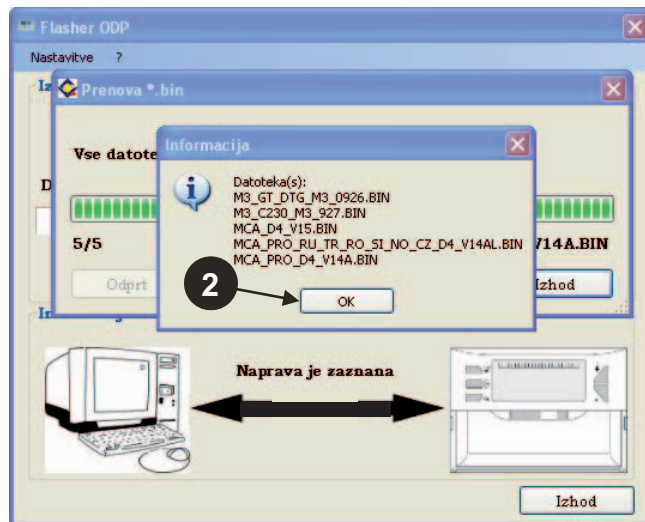 Flasher ODP
Nastavitve ?
Prenova *.bin
Vse
Informacija
Datoteka(s):
M3_GT_DTG_M3_0926.BIN
M3_C230_M3_927.BIN
MCA_D4_V15.BIN
MCA_PRO_RU_TR_RO_SI_NO_CZ_D4_V14AL.BIN
MCA_PRO_D4_V14A.BIN
5/5
V14A.BIN
Odprt
2
OK
Izhod
Naprava je zaznana
Izhod